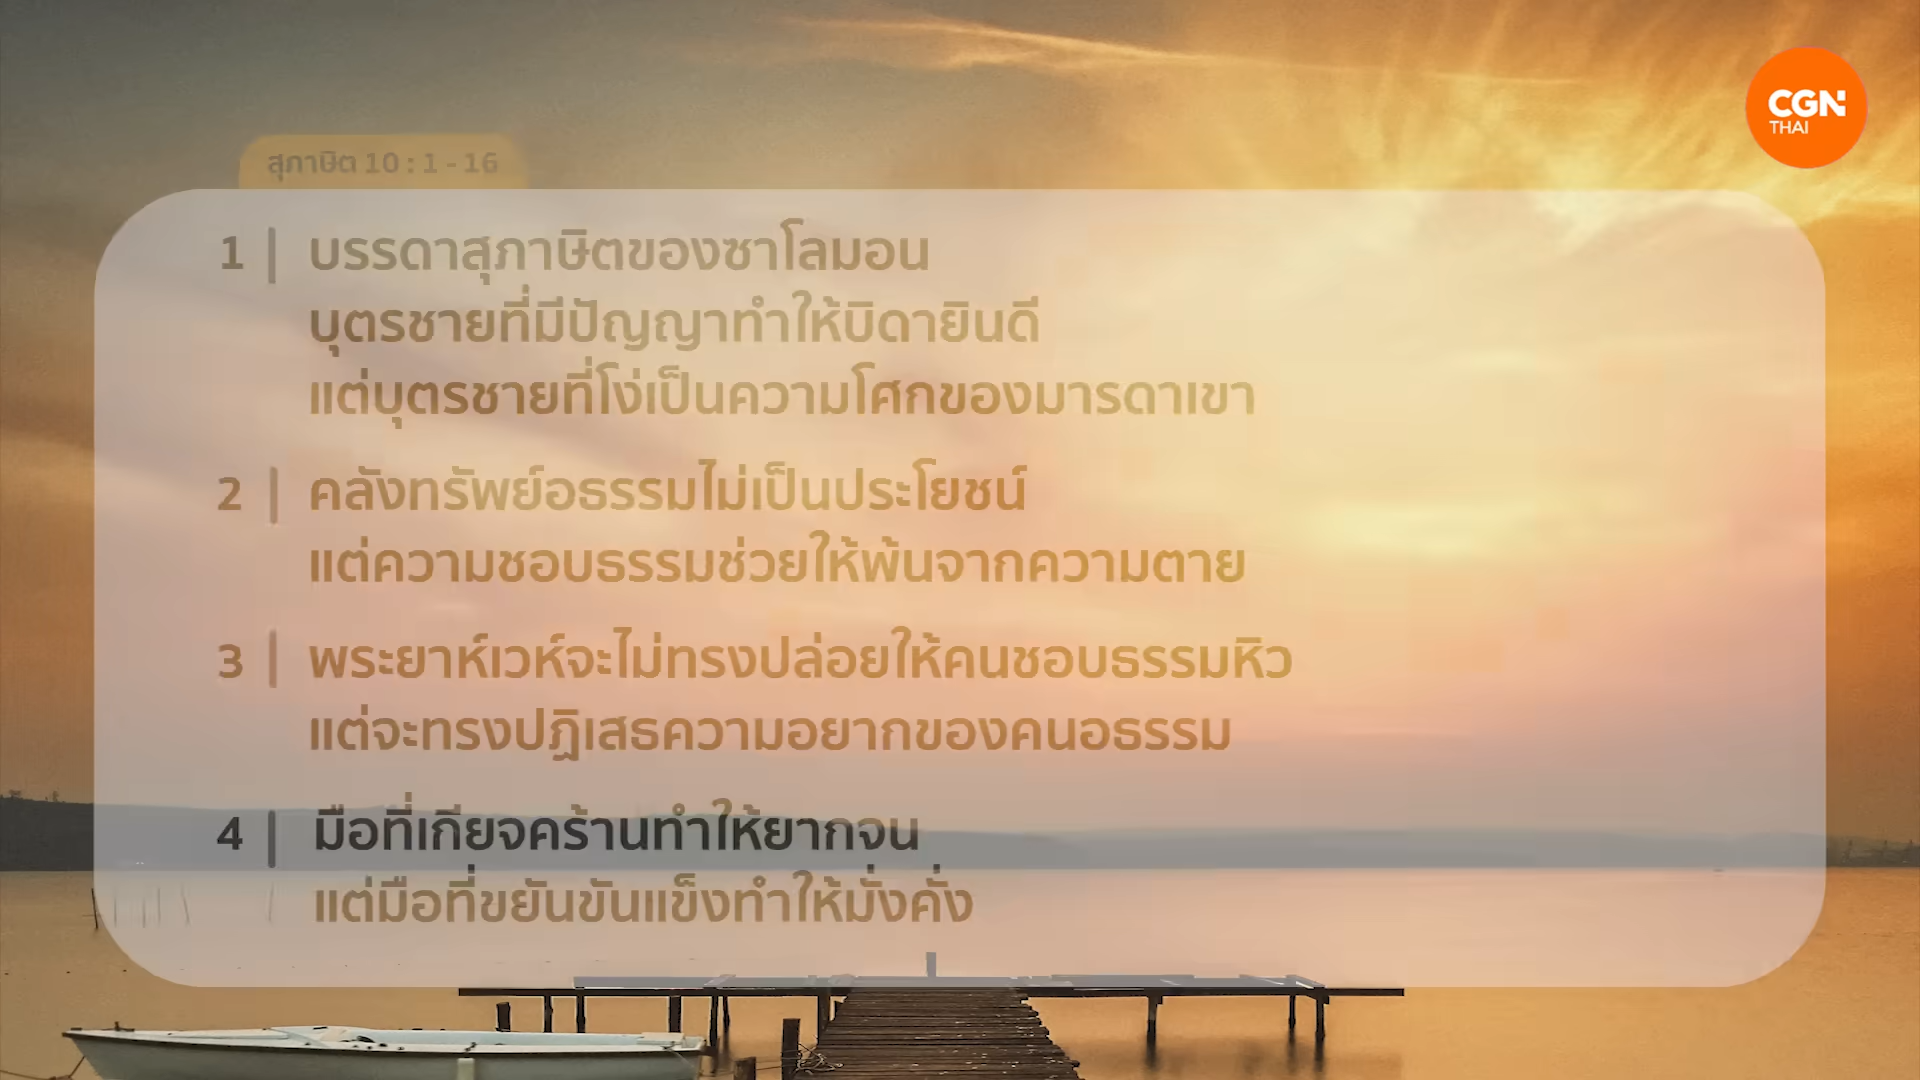 CGN
THAI
สุภาษิต 10 : 1 - 16
1 | บรรดาสุภาษิตของซาโลมอน
บุตรชายที่มีปัญญาทำให้บิดายินดี
แต่บุตรชายที่โง่เป็นความโศกของมารดาเขา
2 | คลังทรัพย์อธรรมไม่เป็นประโยชน์
แต่ความชอบธรรมช่วยให้พ้นจากความตาย
3 | พระยาห์เวห์จะไม่ทรงปล่อยให้คนชอบธรรมหิว
แต่จะทรงปฏิเสธความอยากของคนอธรรม
4 | มือที่เกียจคร้านทำให้ยากจน
แต่มือที่ขยันขันแข็งทำให้มั่งคั่ง